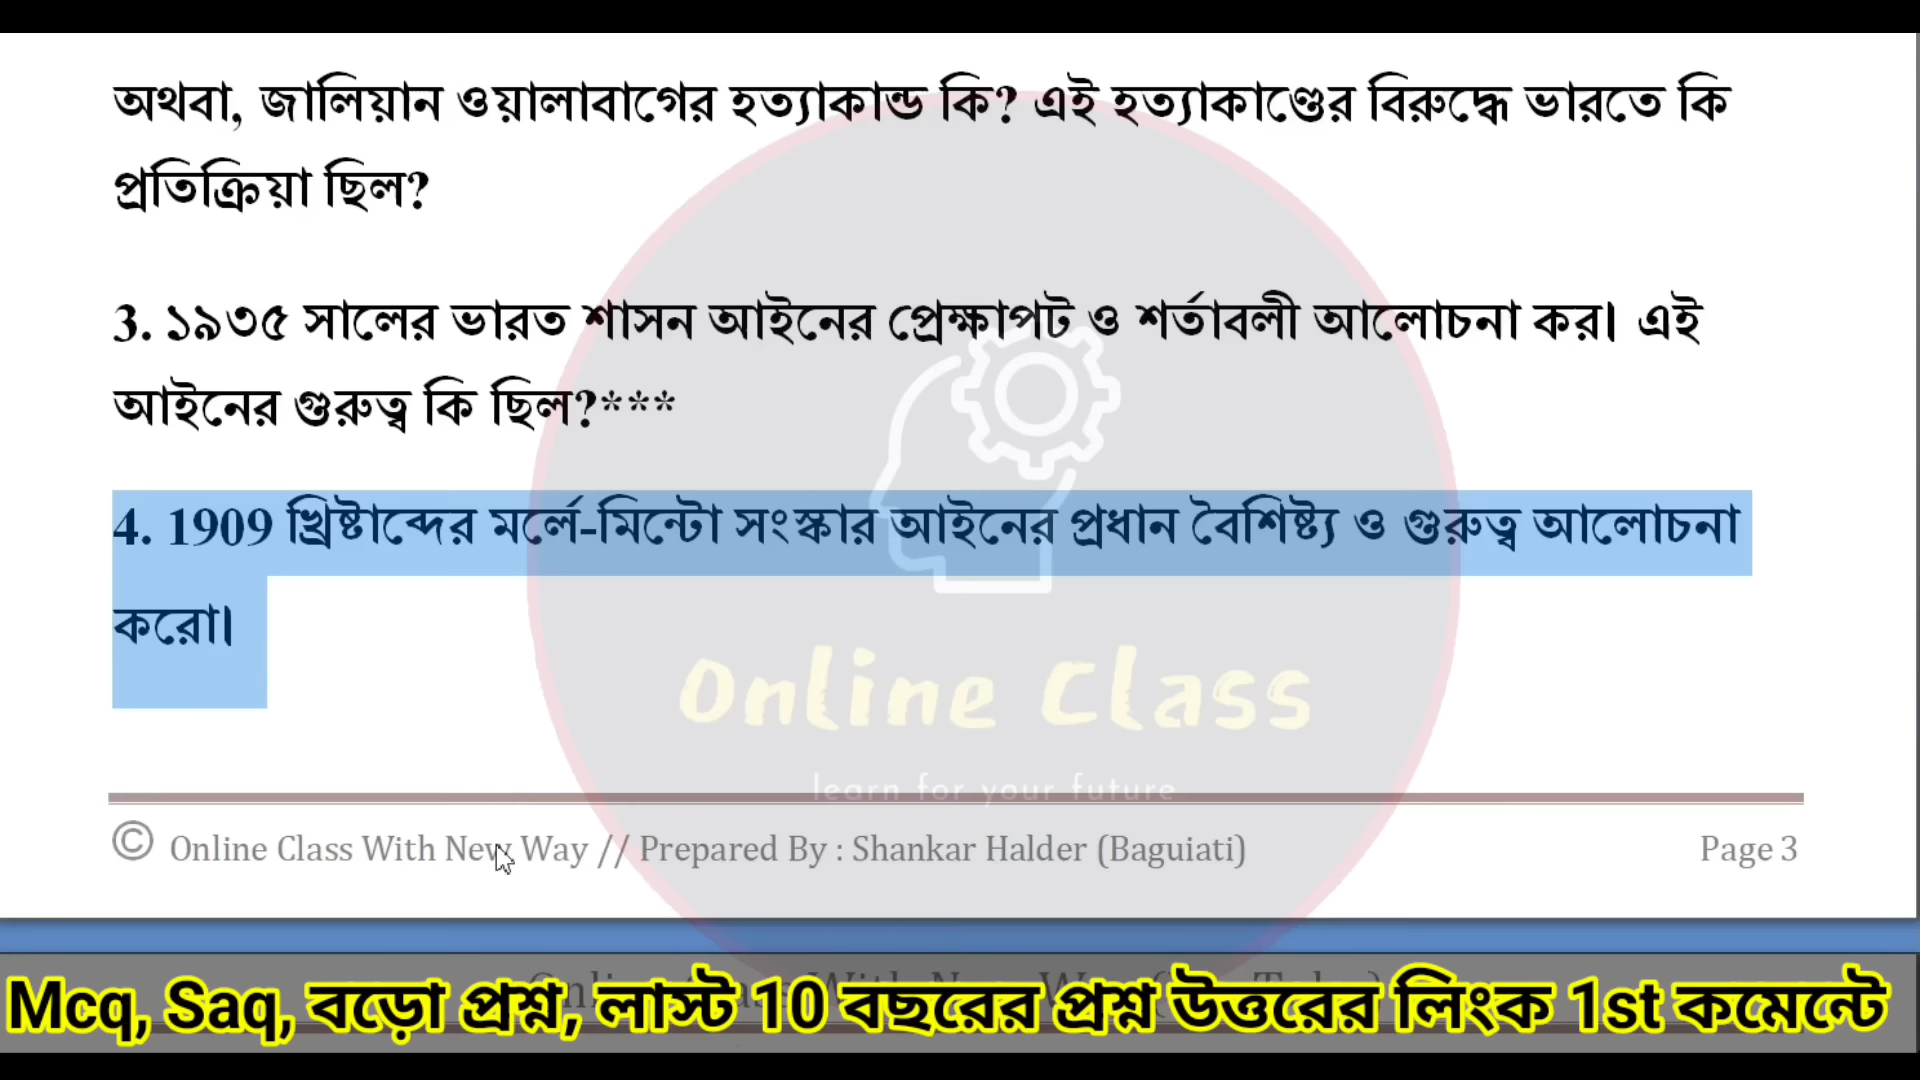 অথবা, জালিয়ান ওয়ালাবাগের হত্যাকান্ড কি? এই হত্যাকাণ্ডের বিরুদ্ধে ভারতে কি
প্রতিক্রিয়া ছিল?
3. ১৯৩৫ সালের ভারত শাসন আইনের প্রেক্ষাপট ও শর্তাবলী আলোচনা কর। এই
আইনের গুরুত্ব কি ছিল?***
4. 1909 খ্রিষ্টাব্দের মর্লে-মিন্টো সংস্কার আইনের প্রধান বৈশিষ্ট্য ও গুরুত্ব আলোচনা
করো।
Online Class
learn for your future
© Online Class With New Way // Prepared By : Shankar Halder (Baguiati) Page 3
Mcq, Saq, বড়ো প্রশ্ন, লাস্ট 10 বছরের প্রশ্ন উত্তরের লিংক 1st কমেন্টে